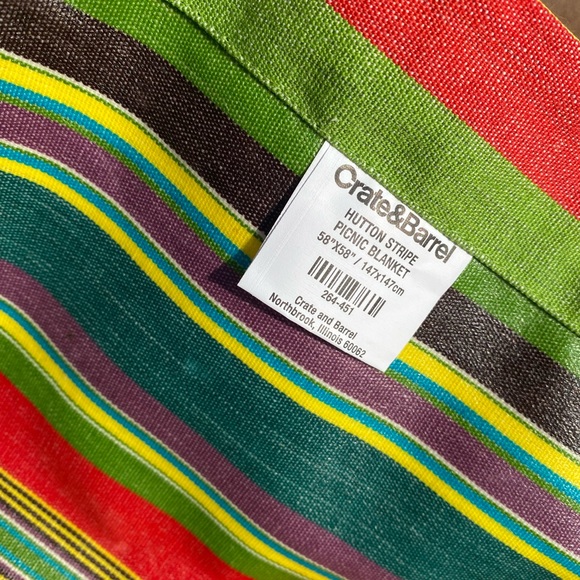 Crate&Barrel
HUTTON STRIPE
PICNIC BLANKET
58"X58" / 147x147cm
264-451
Crate and Barrel
Northbrook, Illinois 60062